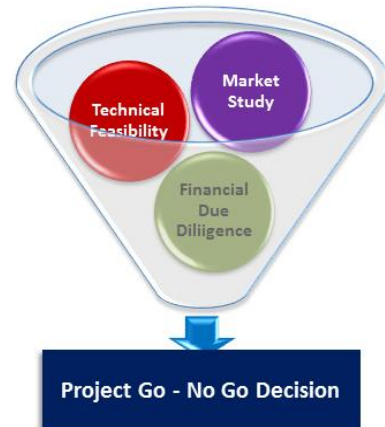 Market
Study
Technical
Feasibility
Financial
Due
Diliigence
Project Go - No Go Decision